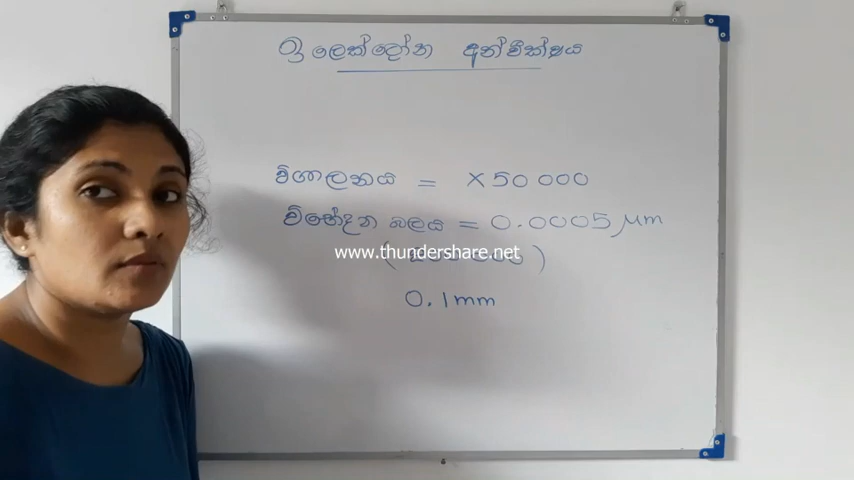 ඉලෙක්ට්‍රෝන අන්වීක්ෂය
විශාලනය = ×50 000
විභේදන බලය = 0.0005 μm
www.thundershare.net
0.1mm